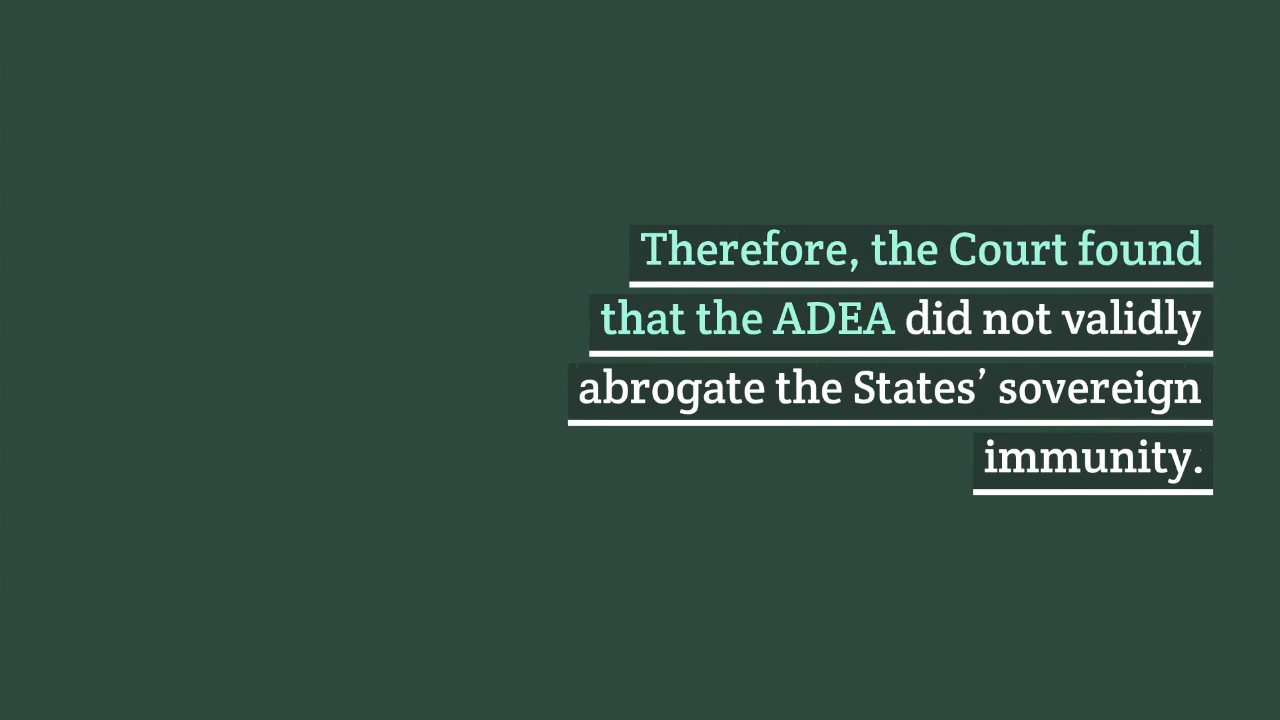 Therefore, the Court found
that the ADEA did not validly
abrogate the States’ sovereign
immunity.